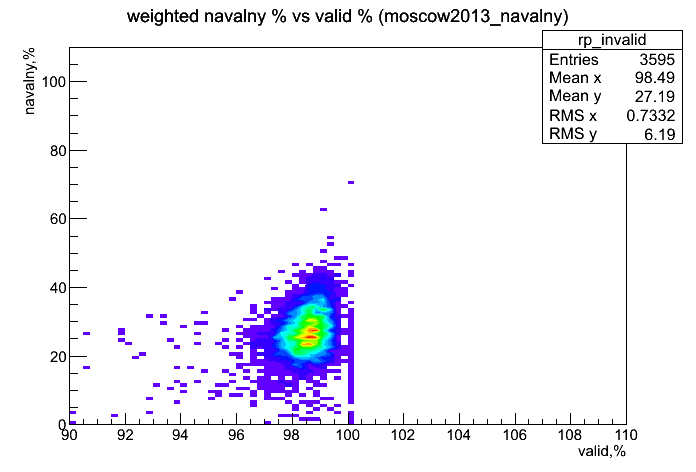 weighted navalny % vs valid % (moscow2013_navalny)
rp_invalid
Entries 3595
Mean x 98.49
Mean y 27.19
RMS x 0.7332
RMS y 6.19
navalny,%
100
80
60
40
20
0
90 92 94 96 98 100 102 104 106 108 110
valid,%